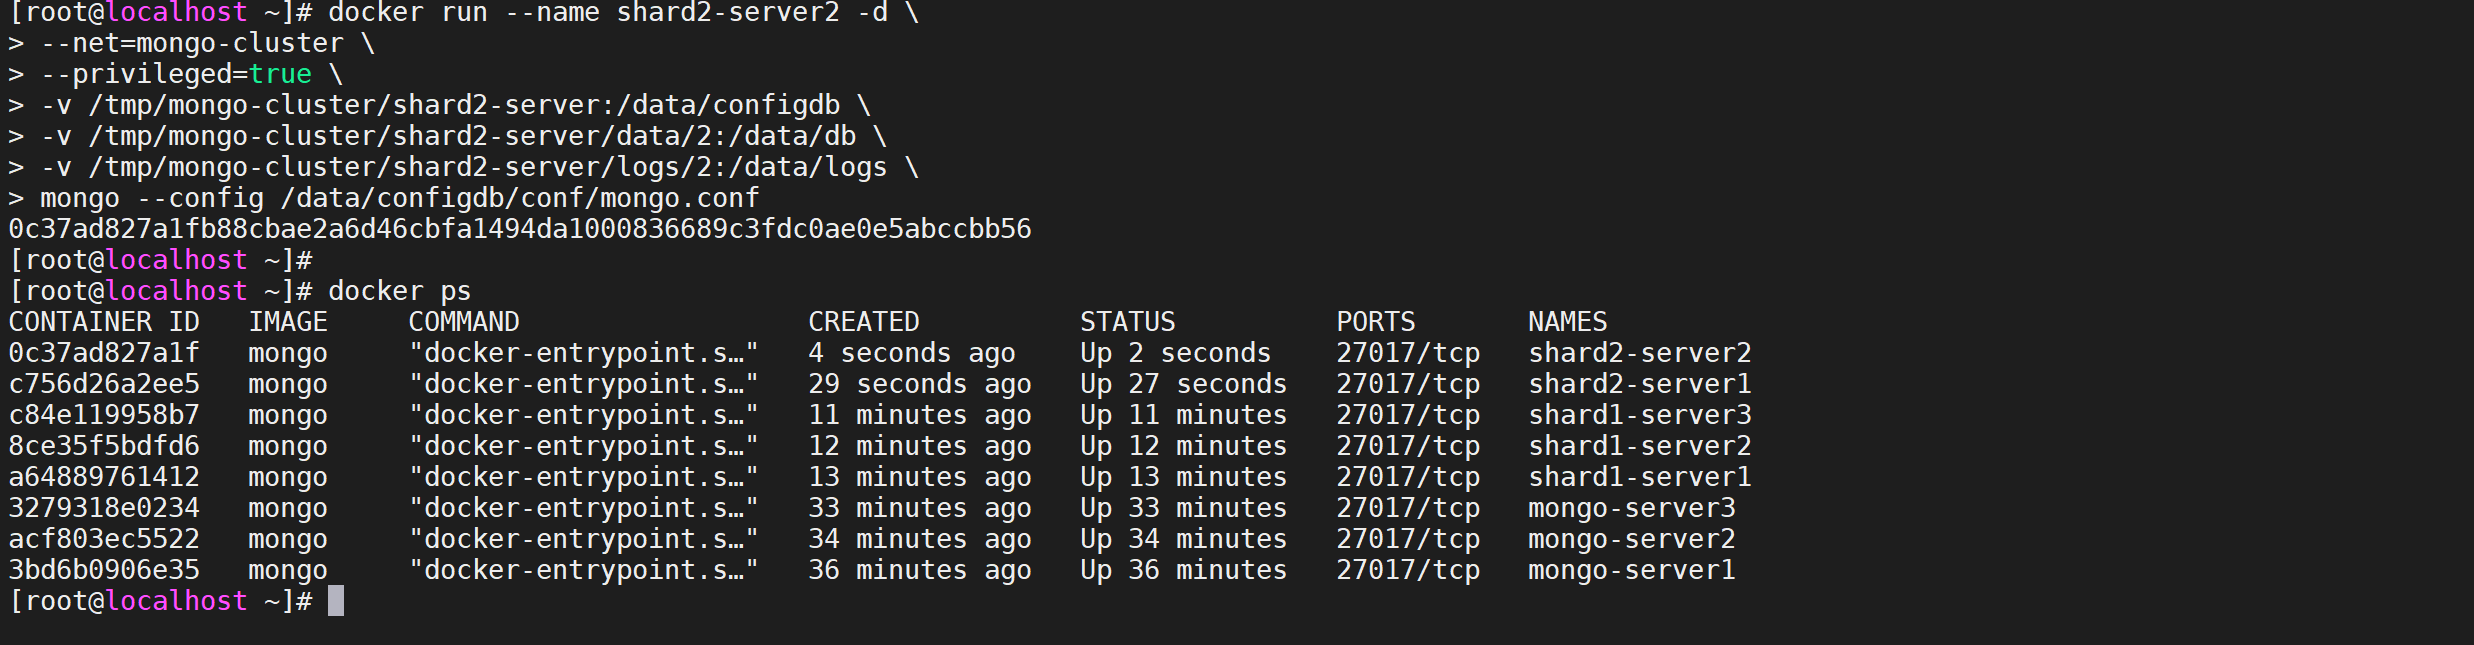 [root@localhost ~]# docker run --name shard2-server2 -d \
> --net=mongo-cluster \
> --privileged=true \
> -v /tmp/mongo-cluster/shard2-server:/data/configdb \
> -v /tmp/mongo-cluster/shard2-server/data/2:/data/db \
> -v /tmp/mongo-cluster/shard2-server/logs/2:/data/logs \
> mongo --config /data/configdb/conf/mongo.conf
0c37ad827a1fb88cbae2a6d46cbfa1494da1000836689c3fdc0ae0e5abccbb56
[root@localhost ~]#
[root@localhost ~]# docker ps
CONTAINER ID   IMAGE     COMMAND                  CREATED          STATUS          PORTS       NAMES
0c37ad827a1f   mongo     "docker-entrypoint.s…"   4 seconds ago    Up 2 seconds    27017/tcp   shard2-server2
c756d26a2ee5   mongo     "docker-entrypoint.s…"   29 seconds ago   Up 27 seconds   27017/tcp   shard2-server1
c84e119958b7   mongo     "docker-entrypoint.s…"   11 minutes ago   Up 11 minutes   27017/tcp   shard1-server3
8ce35f5bdfd6   mongo     "docker-entrypoint.s…"   12 minutes ago   Up 12 minutes   27017/tcp   shard1-server2
a64889761412   mongo     "docker-entrypoint.s…"   13 minutes ago   Up 13 minutes   27017/tcp   shard1-server1
3279318e0234   mongo     "docker-entrypoint.s…"   33 minutes ago   Up 33 minutes   27017/tcp   mongo-server3
acf803ec5522   mongo     "docker-entrypoint.s…"   34 minutes ago   Up 34 minutes   27017/tcp   mongo-server2
3bd6b0906e35   mongo     "docker-entrypoint.s…"   36 minutes ago   Up 36 minutes   27017/tcp   mongo-server1
[root@localhost ~]#